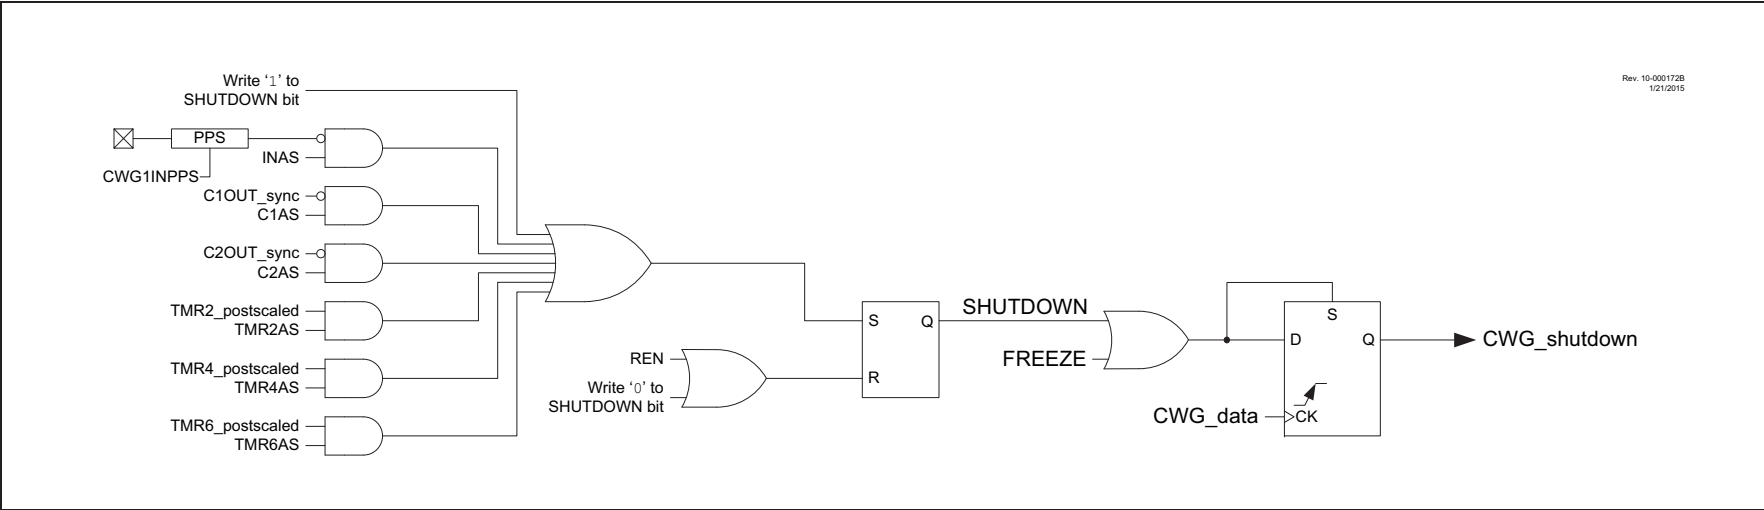 Write ‘1’ to
SHUTDOWN bit
Rev. 10-000172B
1/21/2015
PPS
INAS
CWG1INPPS
C1OUT_sync
C1AS
C2OUT_sync
C2AS
TMR2_postscaled
TMR2AS
TMR4_postscaled
TMR4AS
TMR6_postscaled
TMR6AS
REN
Write ‘0’ to
SHUTDOWN bit
S
Q
R
SHUTDOWN
FREEZE
S
D
Q
CWG_data
CK
CWG_shutdown